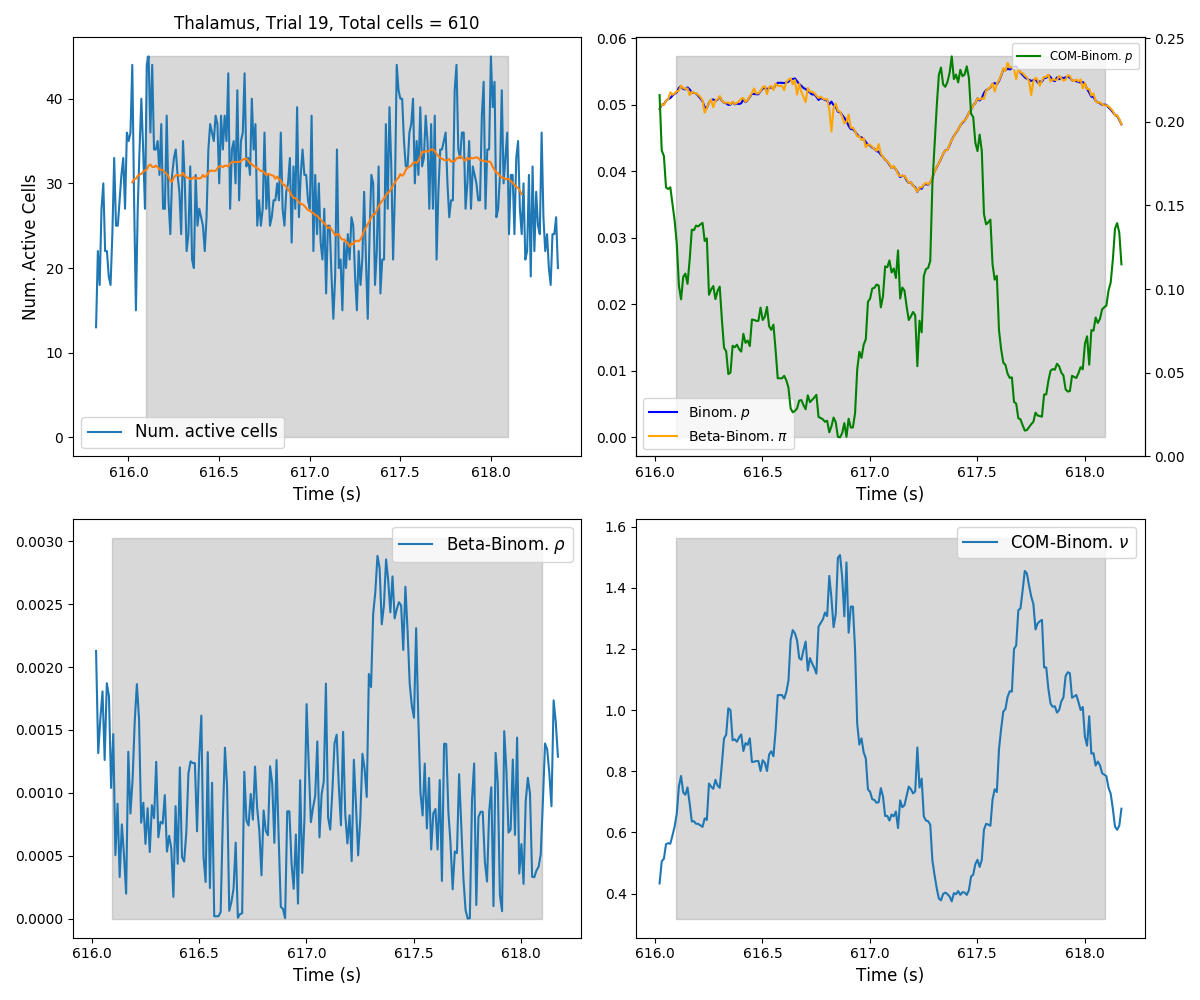 Thalamus, Trial 19, Total cells = 610
Num. Active Cells
40
30
20
10
0
Num. active cells
616.0 616.5 617.0 617.5 618.0
Time (s)
COM-Binom. p
0.06
0.05
0.04
0.03
0.02
0.01
0.00
0.25
0.20
0.15
0.10
0.05
0.00
Binom. p
Beta-Binom. π
616.0 616.5 617.0 617.5 618.0
Time (s)
Beta-Binom. ρ
0.0030
0.0025
0.0020
0.0015
0.0010
0.0005
0.0000
616.0 616.5 617.0 617.5 618.0
Time (s)
COM-Binom. ν
1.6
1.4
1.2
1.0
0.8
0.6
0.4
616.0 616.5 617.0 617.5 618.0
Time (s)